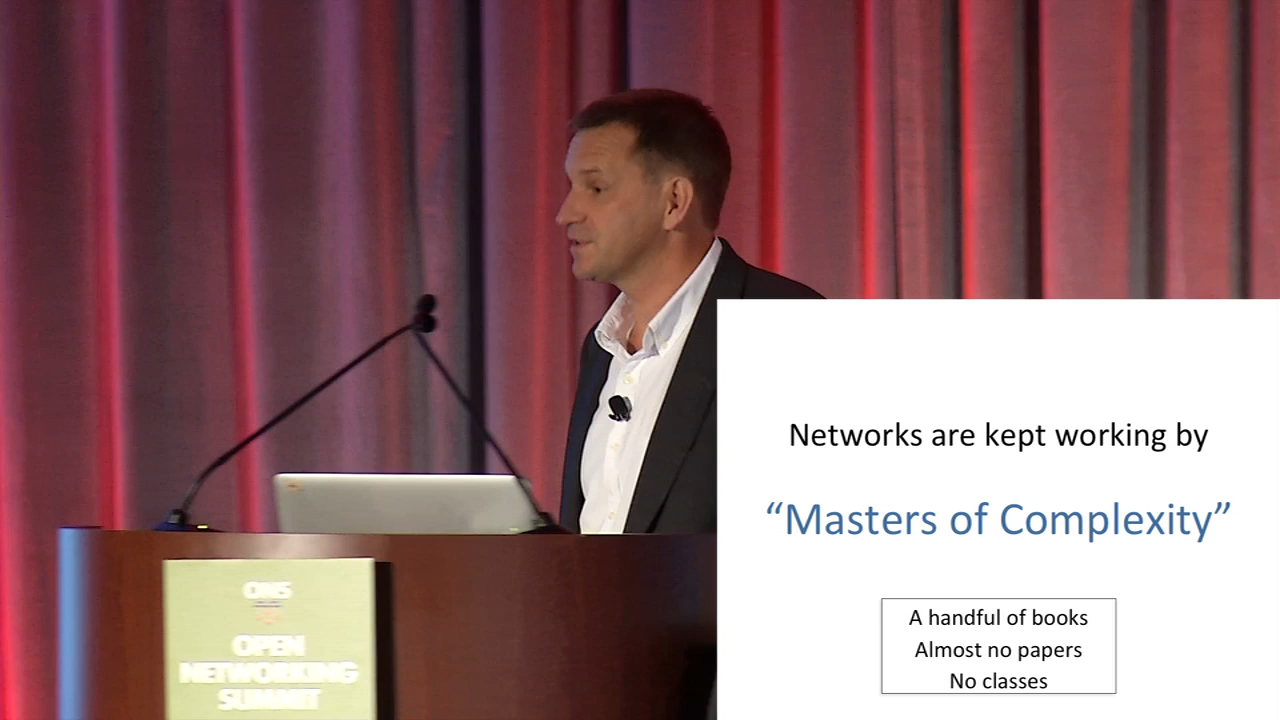 ONS
OPEN
NETWORKING
SUMMIT
Networks are kept working by
“Masters of Complexity”
A handful of books
Almost no papers
No classes